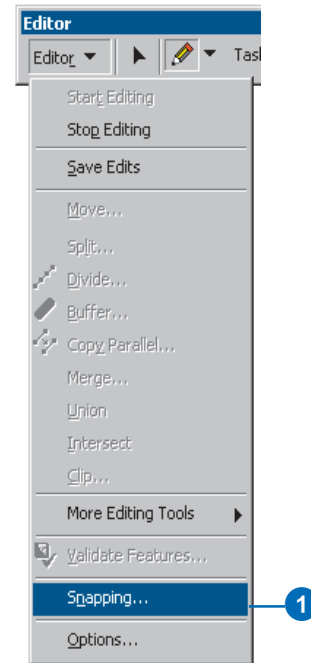 Editor
Editor
Start Editing
Stop Editing
Save Edits
Move...
Split...
Divide...
Buffer...
Copy Parallel...
Merge...
Union
Intersect
Clip...
More Editing Tools
Validate Features...
Snapping...
1
Options...